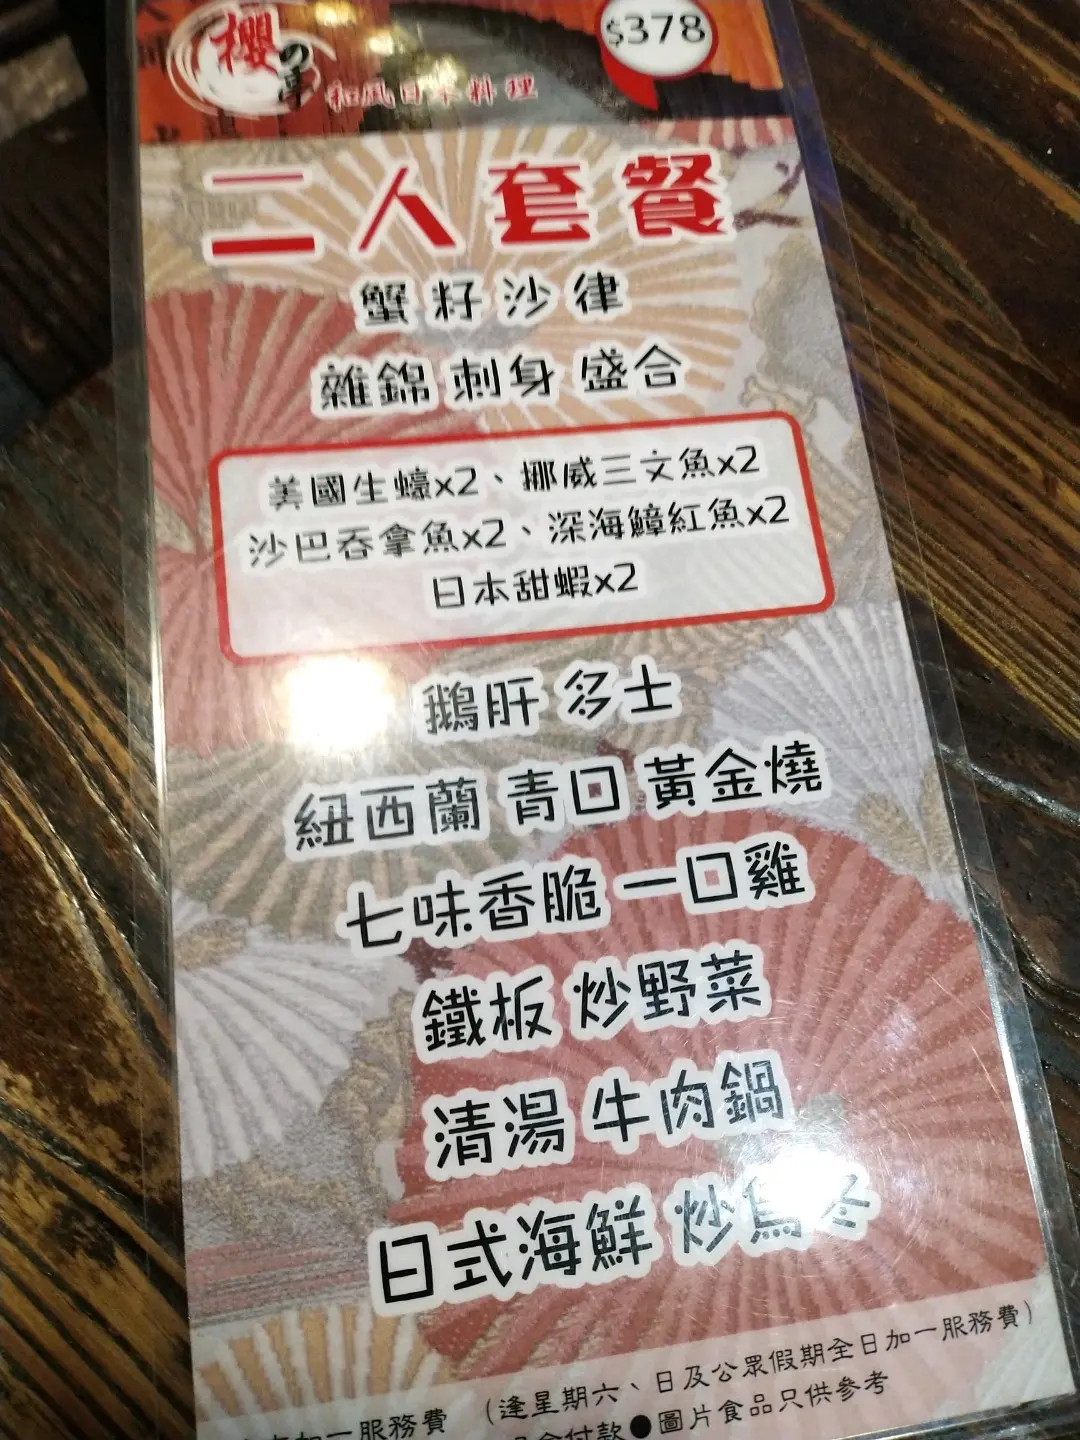 櫻の亭
和風日本料理
$378
二人套餐
蟹籽沙律
雜錦 刺身 盛合
美國生蠔x2、挪威三文魚x2
沙巴吞拿魚x2、深海鱆紅魚x2
日本甜蝦x2
鵝肝 多士
紐西蘭 青口 黃金燒
七味香脆 一口雞
鐵板 炒野菜
清湯 牛肉鍋
日式海鮮 炒烏冬
(逢星期六、日及公眾假期全日加一服務費)
加一服務費
付款●圖片食品只供參考